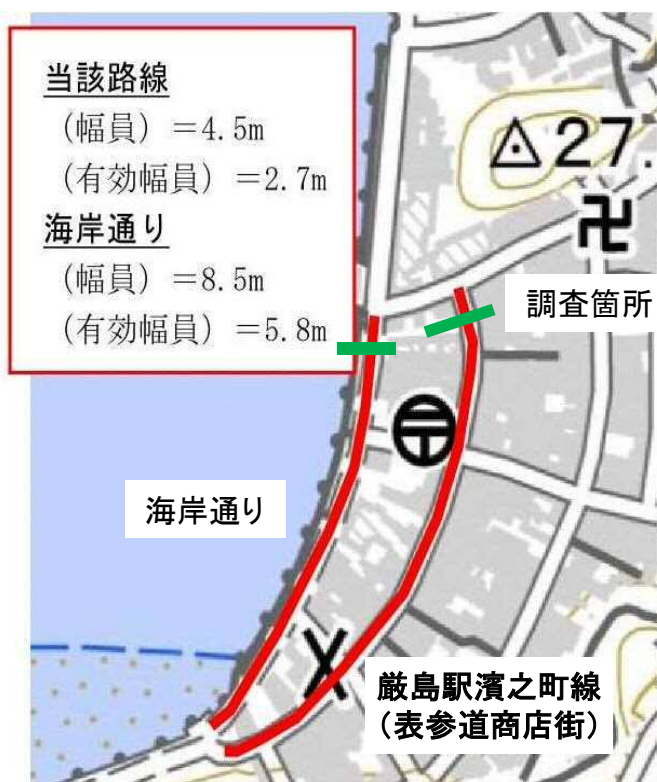 当該路線
（幅員）＝4.5m
（有効幅員）＝2.7m
海岸通り
（幅員）＝8.5m
（有効幅員）＝5.8m
27.
調査箇所
海岸通り
厳島駅濱之町線
（表参道商店街）